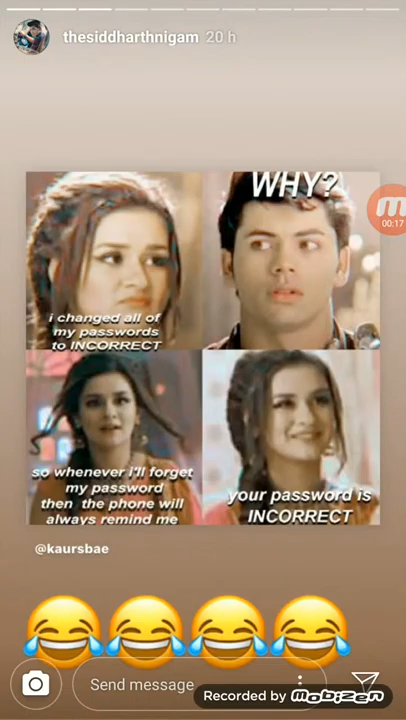 thesiddharthnigam 20 h
WHY?
00:17
i changed all of
my passwords
to INCORRECT
so whenever i'll forget
my password
then the phone will
always remind me
your password is
INCORRECT
@kaursbae
Send message
Recorded by mobizen